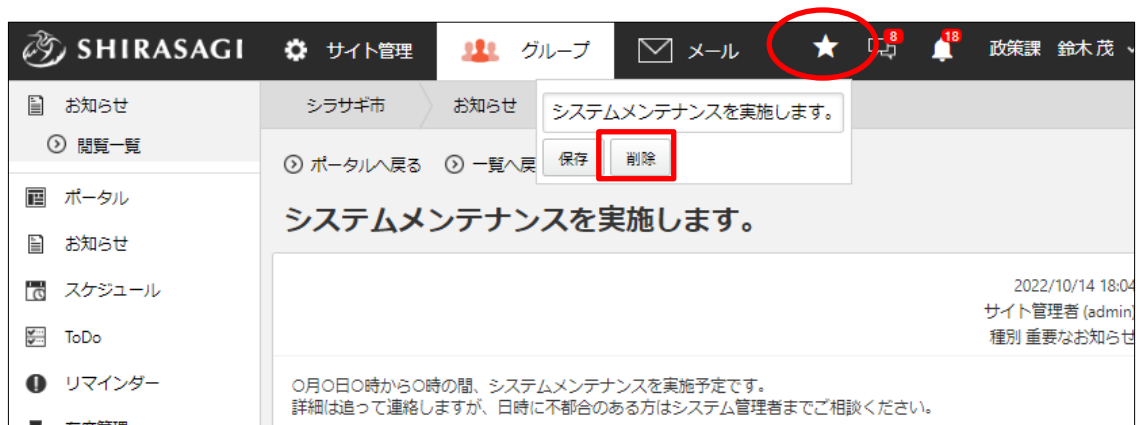 SHIRASAGI サイト管理 グループ メール 8 18 政策課 鈴木 茂
お知らせ
閲覧一覧
ポータル
お知らせ
スケジュール
ToDo
リマインダー
シラサギ市 お知らせ
システムメンテナンスを実施します。
保存 削除
ポータルへ戻る 一覧へ戻
システムメンテナンスを実施します。
2022/10/14 18:04
サイト管理者 (admin)
種別 重要なお知らせ
○月○日○時から○時の間、システムメンテナンスを実施予定です。
詳細は追って連絡しますが、日時に不都合のある方はシステム管理者までご相談ください。